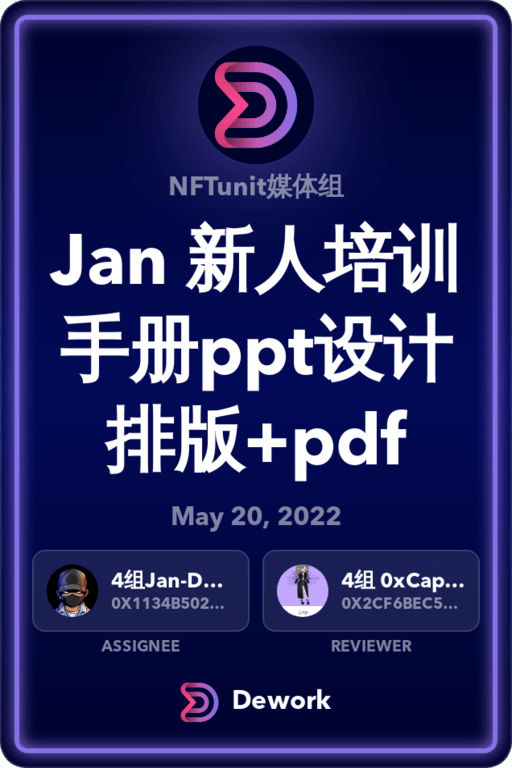 NFTunit媒体组
Jan 新人培训
手册ppt设计
排版+pdf
May 20, 2022
4组Jan-D...
0X1134B502...
4组 0xCap...
0X2CF6BEC5...
ASSIGNEE
REVIEWER
Dework